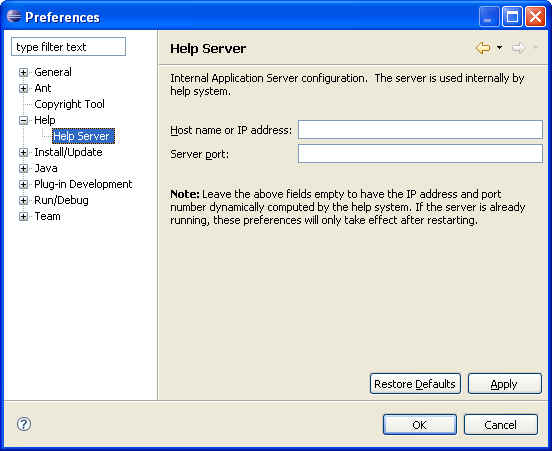 Preferences
type filter text
General
Ant
Copyright Tool
Help
Help Server
Install/Update
Java
Plug-in Development
Run/Debug
Team
Help Server
Internal Application Server configuration.  The server is used internally by
help system.
Host name or IP address:
Server port:
Note: Leave the above fields empty to have the IP address and port
number dynamically computed by the help system. If the server is already
running, these preferences will only take effect after restarting.
Restore Defaults
Apply
?
OK
Cancel